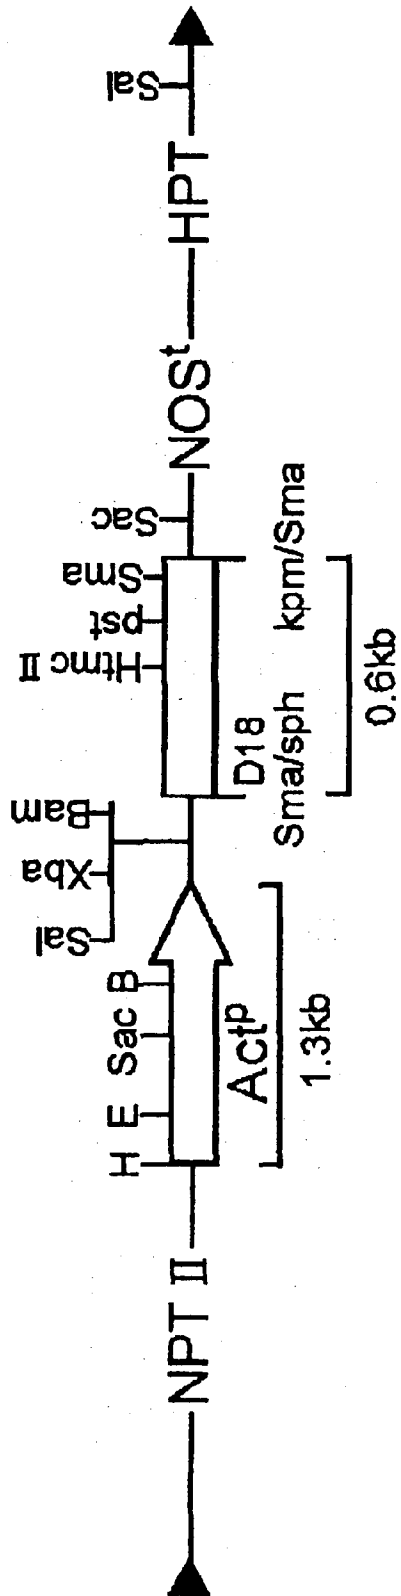 NPT II
H
E
Sac
B
Act^p
1.3kb
Sal
Xba
Bam
Htmc II
pst
Sma
D18
Sma/sph
kpm/Sma
0.6kb
Sac
NOS^t
HPT
Sal